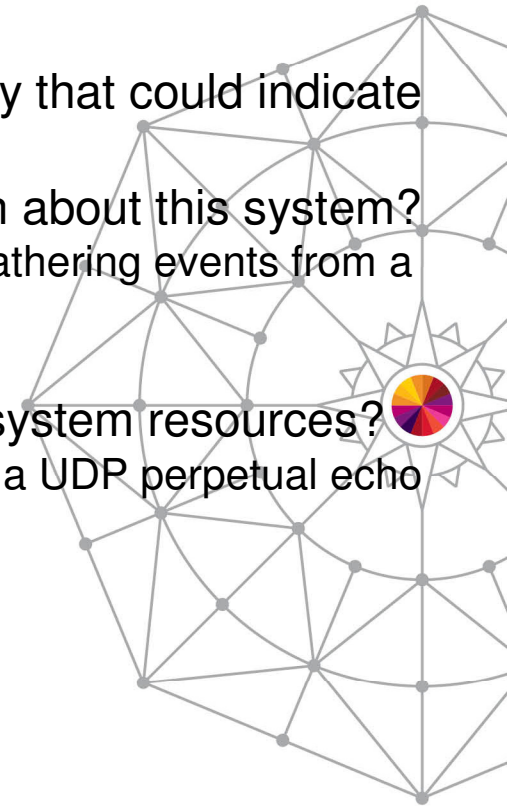 y that could indicate
about this system?
athering events from a
system resources?
a UDP perpetual echo